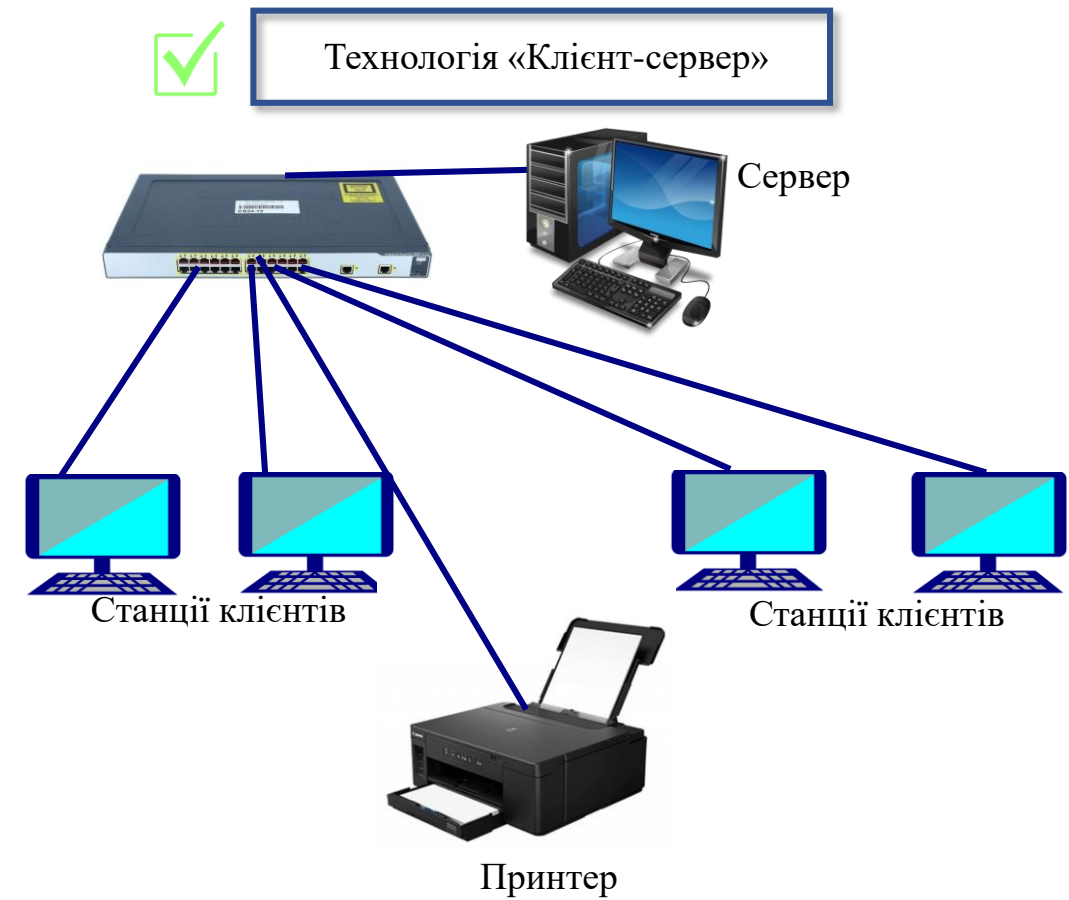 Технологія «Клієнт-сервер»
Сервер
Станції клієнтів
Станції клієнтів
Принтер